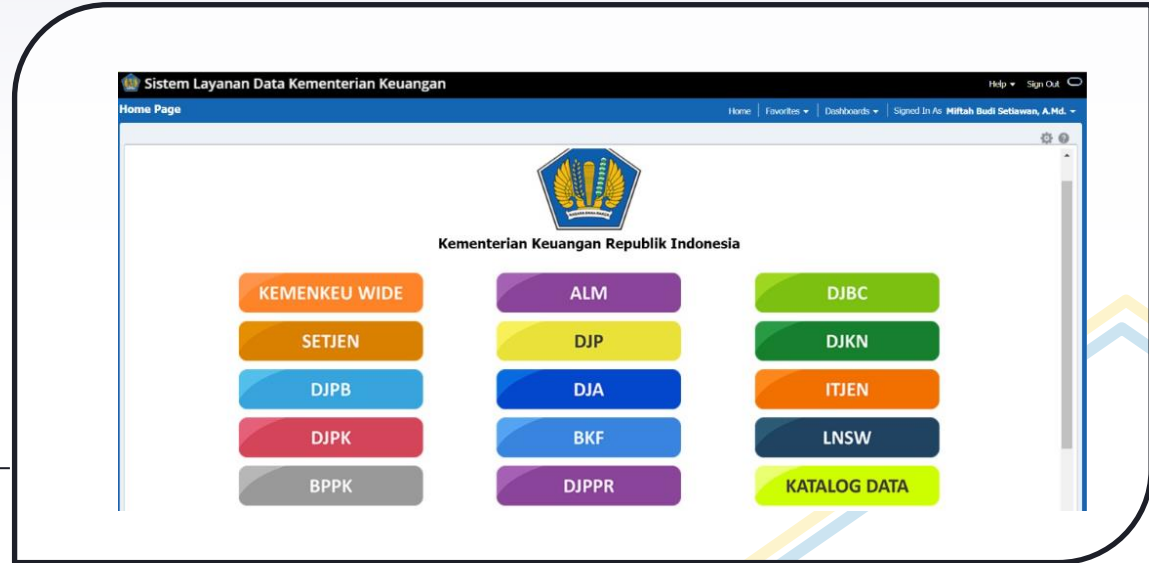 Sistem Layanan Data Kementerian Keuangan
Help Sign Out
Home Page
Home Favorites Dashboards Signed In As Miftah Budi Setiawan, A.Md.
Kementerian Keuangan Republik Indonesia
KEMENKEU WIDE ALM DJBC
SETJEN DJP DJKN
DJPB DJA ITJEN
DJPK BKF LNSW
BPPK DJPPR KATALOG DATA